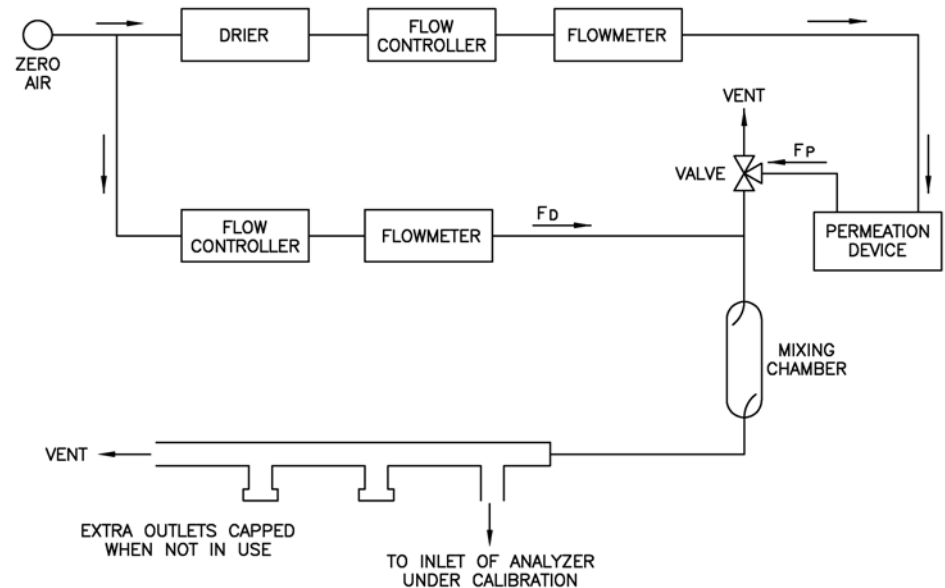 ZERO
AIR
DRIER
FLOW
CONTROLLER
FLOWMETER
VENT
VALVE
FP
PERMEATION
DEVICE
FLOW
CONTROLLER
FLOWMETER
FD
MIXING
CHAMBER
VENT
EXTRA OUTLETS CAPPED
WHEN NOT IN USE
TO INLET OF ANALYZER
UNDER CALIBRATION